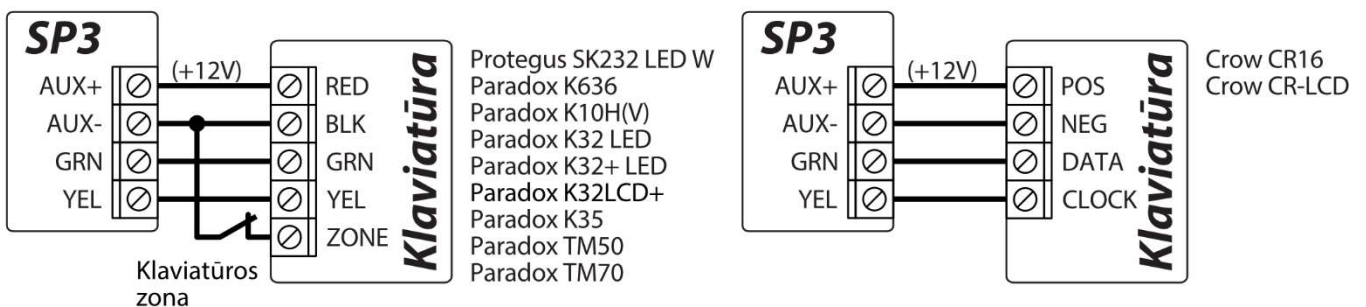 SP3
(+12V)
AUX+
AUX-
GRN
YEL
RED
BLK
GRN
YEL
ZONE
Klaviatūra
Klaviatūros
zona
Protegus SK232 LED W
Paradox K636
Paradox K10H(V)
Paradox K32 LED
Paradox K32+ LED
Paradox K32LCD+
Paradox K35
Paradox TM50
Paradox TM70
SP3
(+12V)
AUX+
AUX-
GRN
YEL
POS
NEG
DATA
CLOCK
Klaviatūra
Crow CR16
Crow CR-LCD